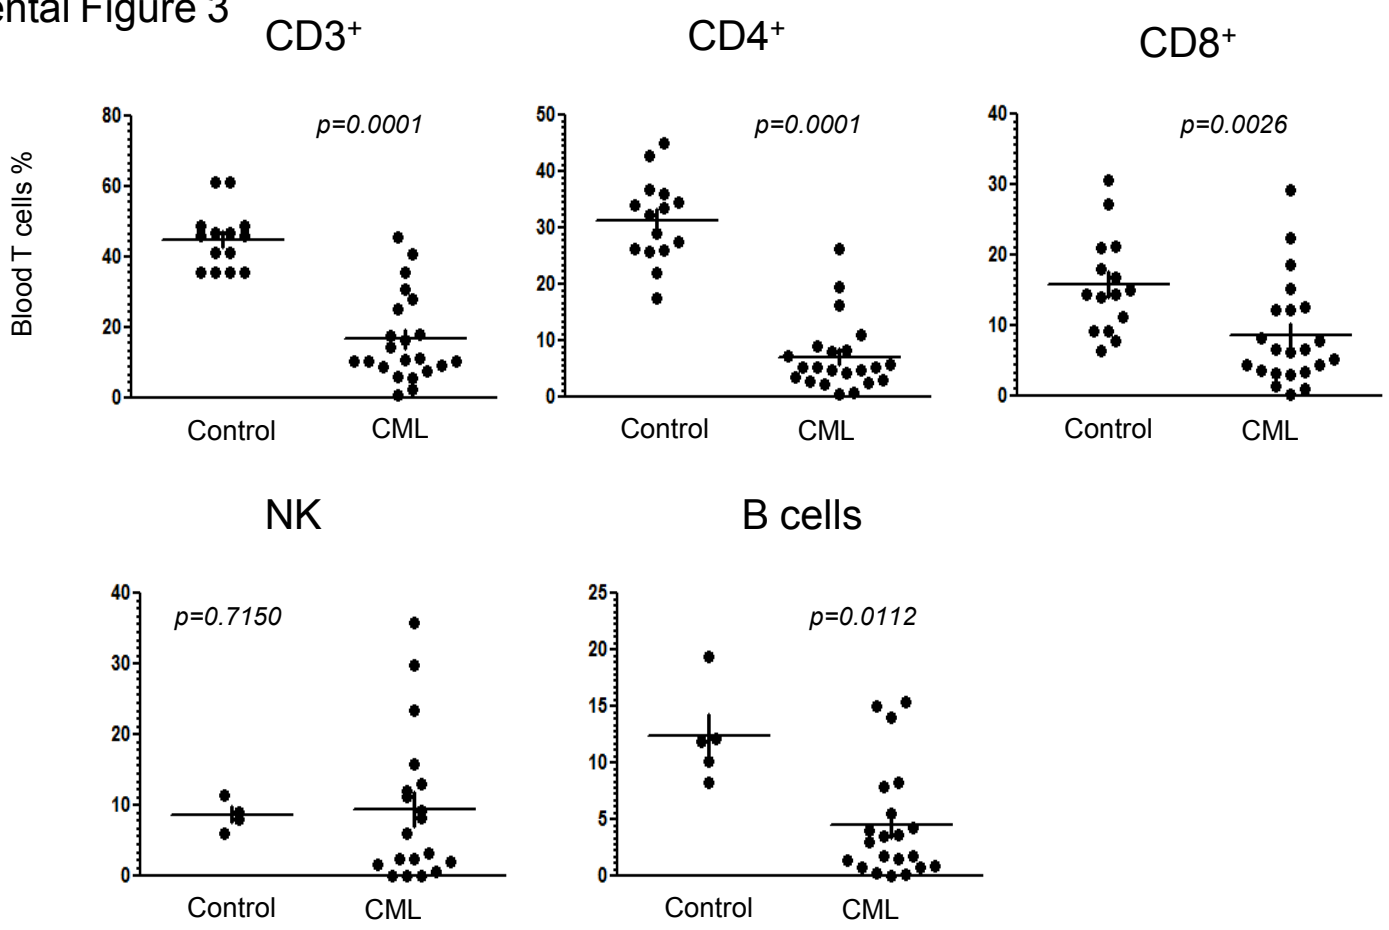 ental Figure 3
CD3+
CD4+
CD8+
Blood T cells %
80
60
40
20
0
p=0.0001
Control
CML
50
40
30
20
10
0
p=0.0001
Control
CML
40
30
20
10
0
p=0.0026
Control
CML
NK
B cells
40
30
20
10
0
p=0.7150
Control
CML
25
20
15
10
5
0
p=0.0112
Control
CML